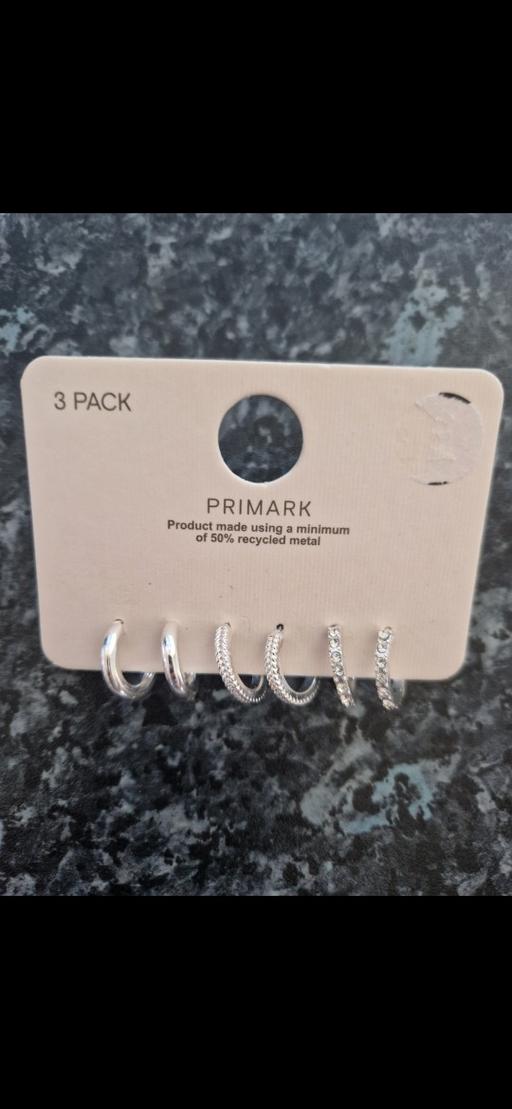 3 PACK
PRIMARK
Product made using a minimum
of 50% recycled metal